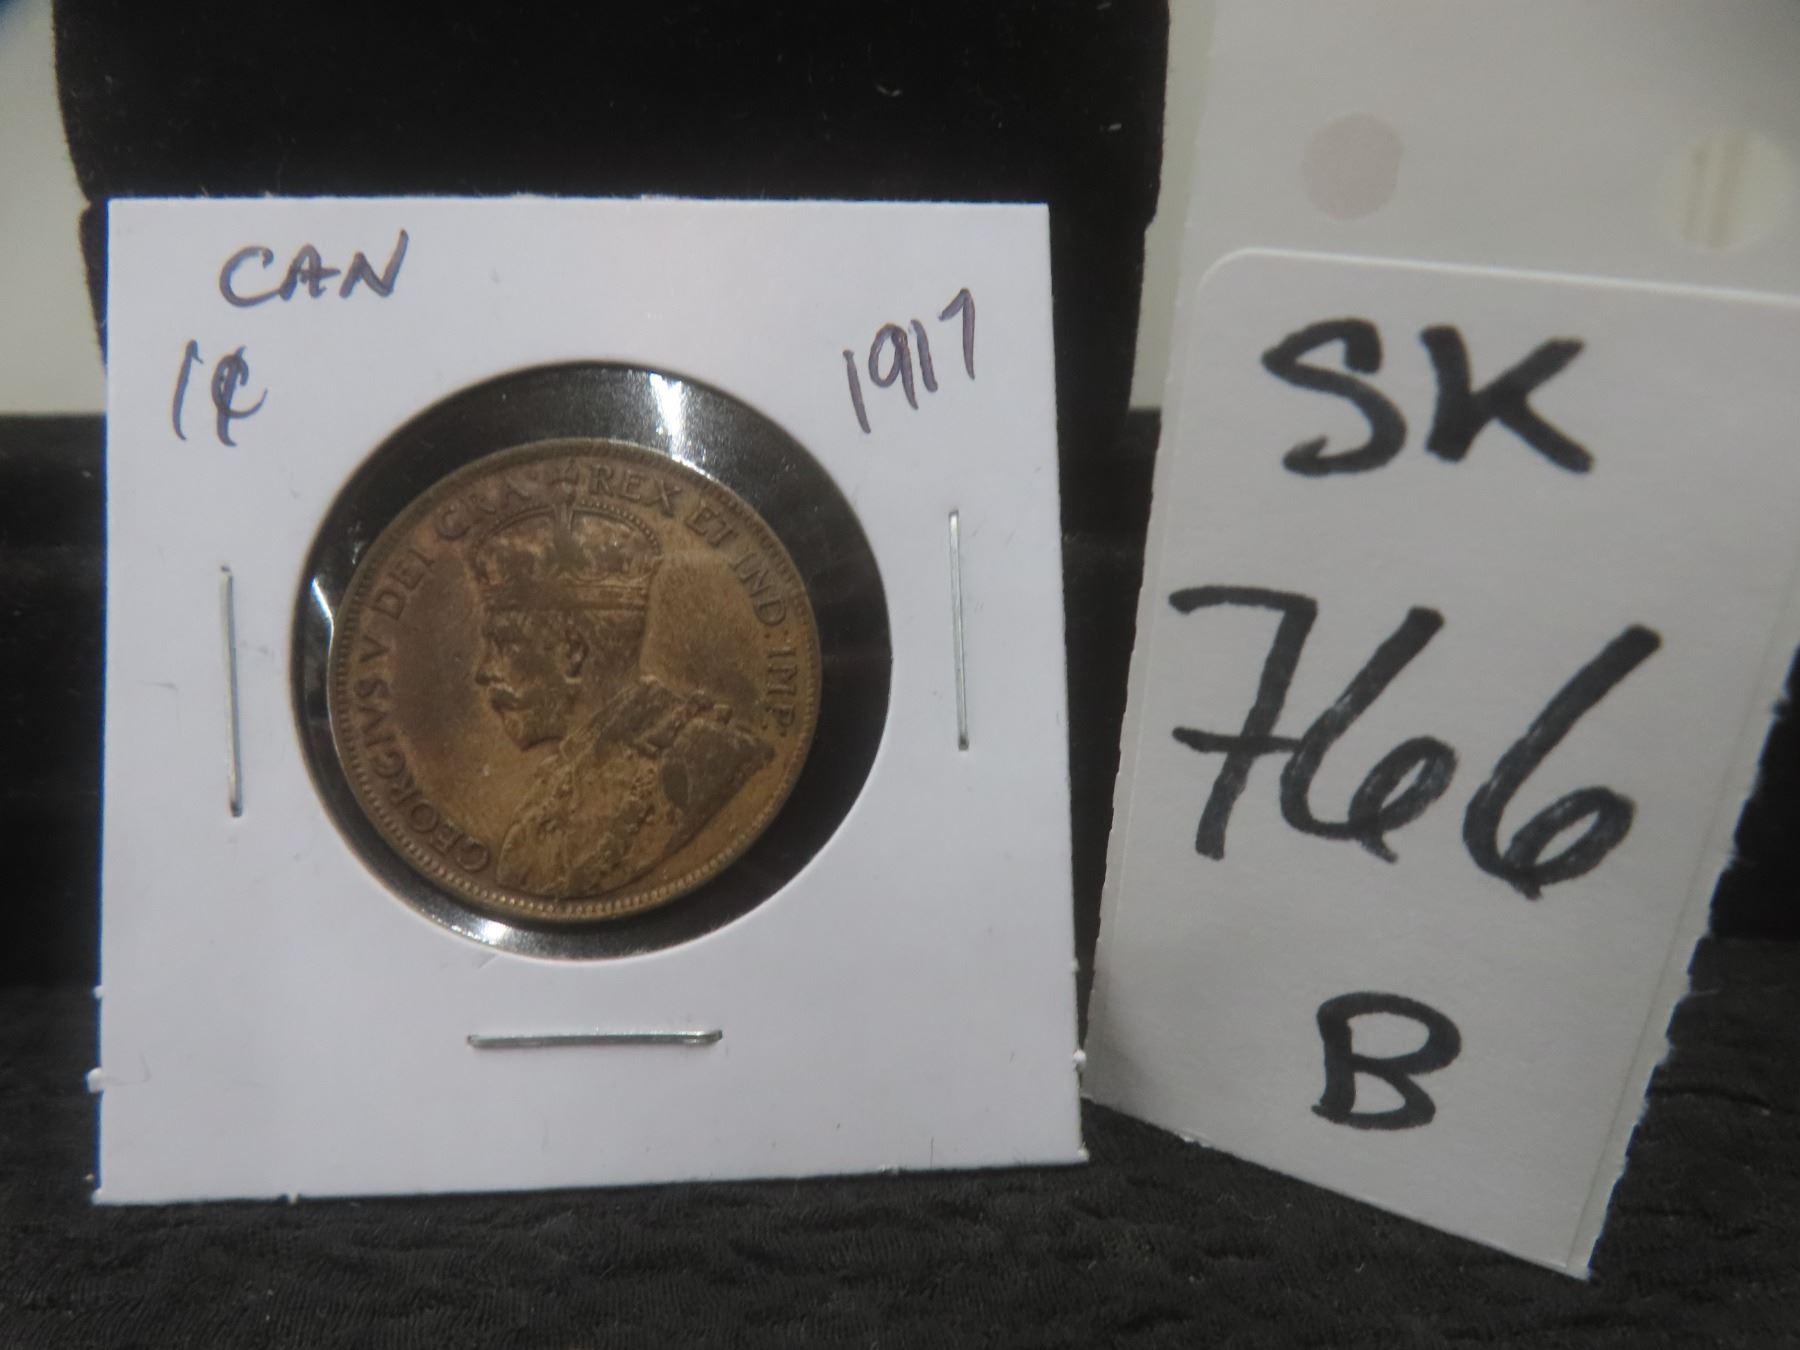 CAN
1¢
1917
GEORGIVS V DEI GRA: REX ET IND: IMP:
SK
766
B